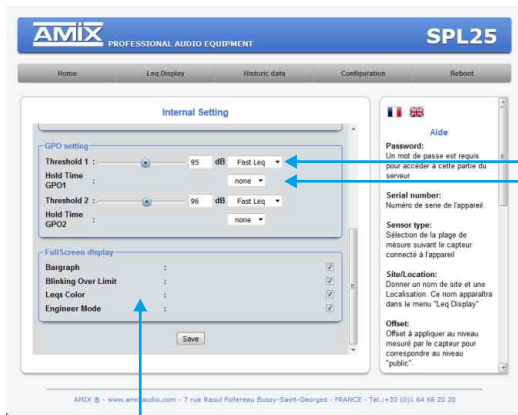 AMiX PROFESSIONAL AUDIO EQUIPMENT SPL25
Home Leq Display Historic data Configuration Reboot
Internal Setting
GPO setting
Threshold 1 : 95 dB Fast Leq
Hold Time GPO1 : none
Threshold 2 : 96 dB Fast Leq
Hold Time GPO2 : none
FullScreen display
Bargraph :
Blinking Over Limit :
Leqs Color :
Engineer Mode :
Save
Aide
Password:
Un mot de passe est requis
pour accéder à cette partie du
serveur.
Serial number:
Numéro de serie de l'appareil.
Sensor type:
Sélection de la plage de
mesure suivant le capteur
connecté à l'appareil
Site/Location:
Donner un nom de site et une
Localisation. Ce nom apparaîtra
dans le menu "Leq Display"
Offset:
Offset à appliquer au niveau
mesuré par le capteur pour
correspondre au niveau
"public".
AMIX ® - www.amixaudio.com - 7 rue Raoul Follereau Bussy-Saint-Georges - FRANCE - Tel.:+33 (0)1 64 66 20 20